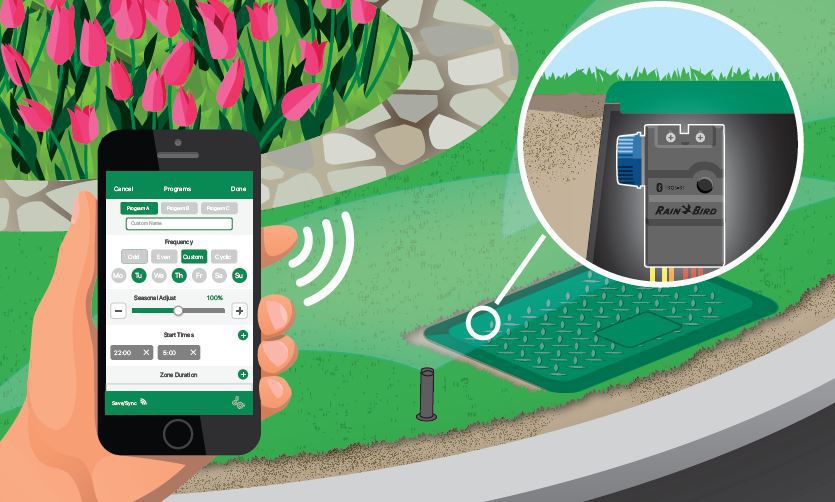 Cancel Programs Done
Program A Program B Program C
Custom Name
Frequency
Odd Even Custom Cyclic
Mo Tu We Th Fr Sa Su
Seasonal Adjust 100%
Start Times
22:00 5:00
Zone Duration
Save/Sync
RAIN BIRD